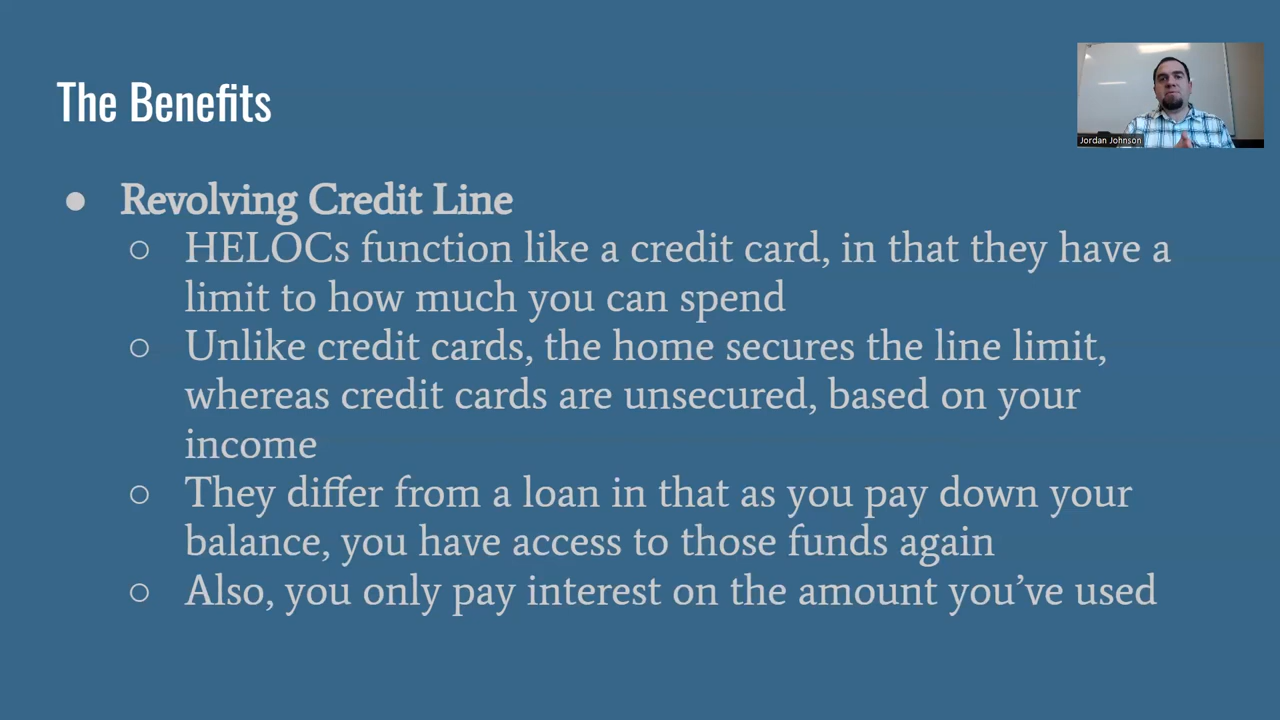 The Benefits
Jordan Johnson
● Revolving Credit Line
○ HELOCs function like a credit card, in that they have a
limit to how much you can spend
○ Unlike credit cards, the home secures the line limit,
whereas credit cards are unsecured, based on your
income
○ They differ from a loan in that as you pay down your
balance, you have access to those funds again
○ Also, you only pay interest on the amount you’ve used